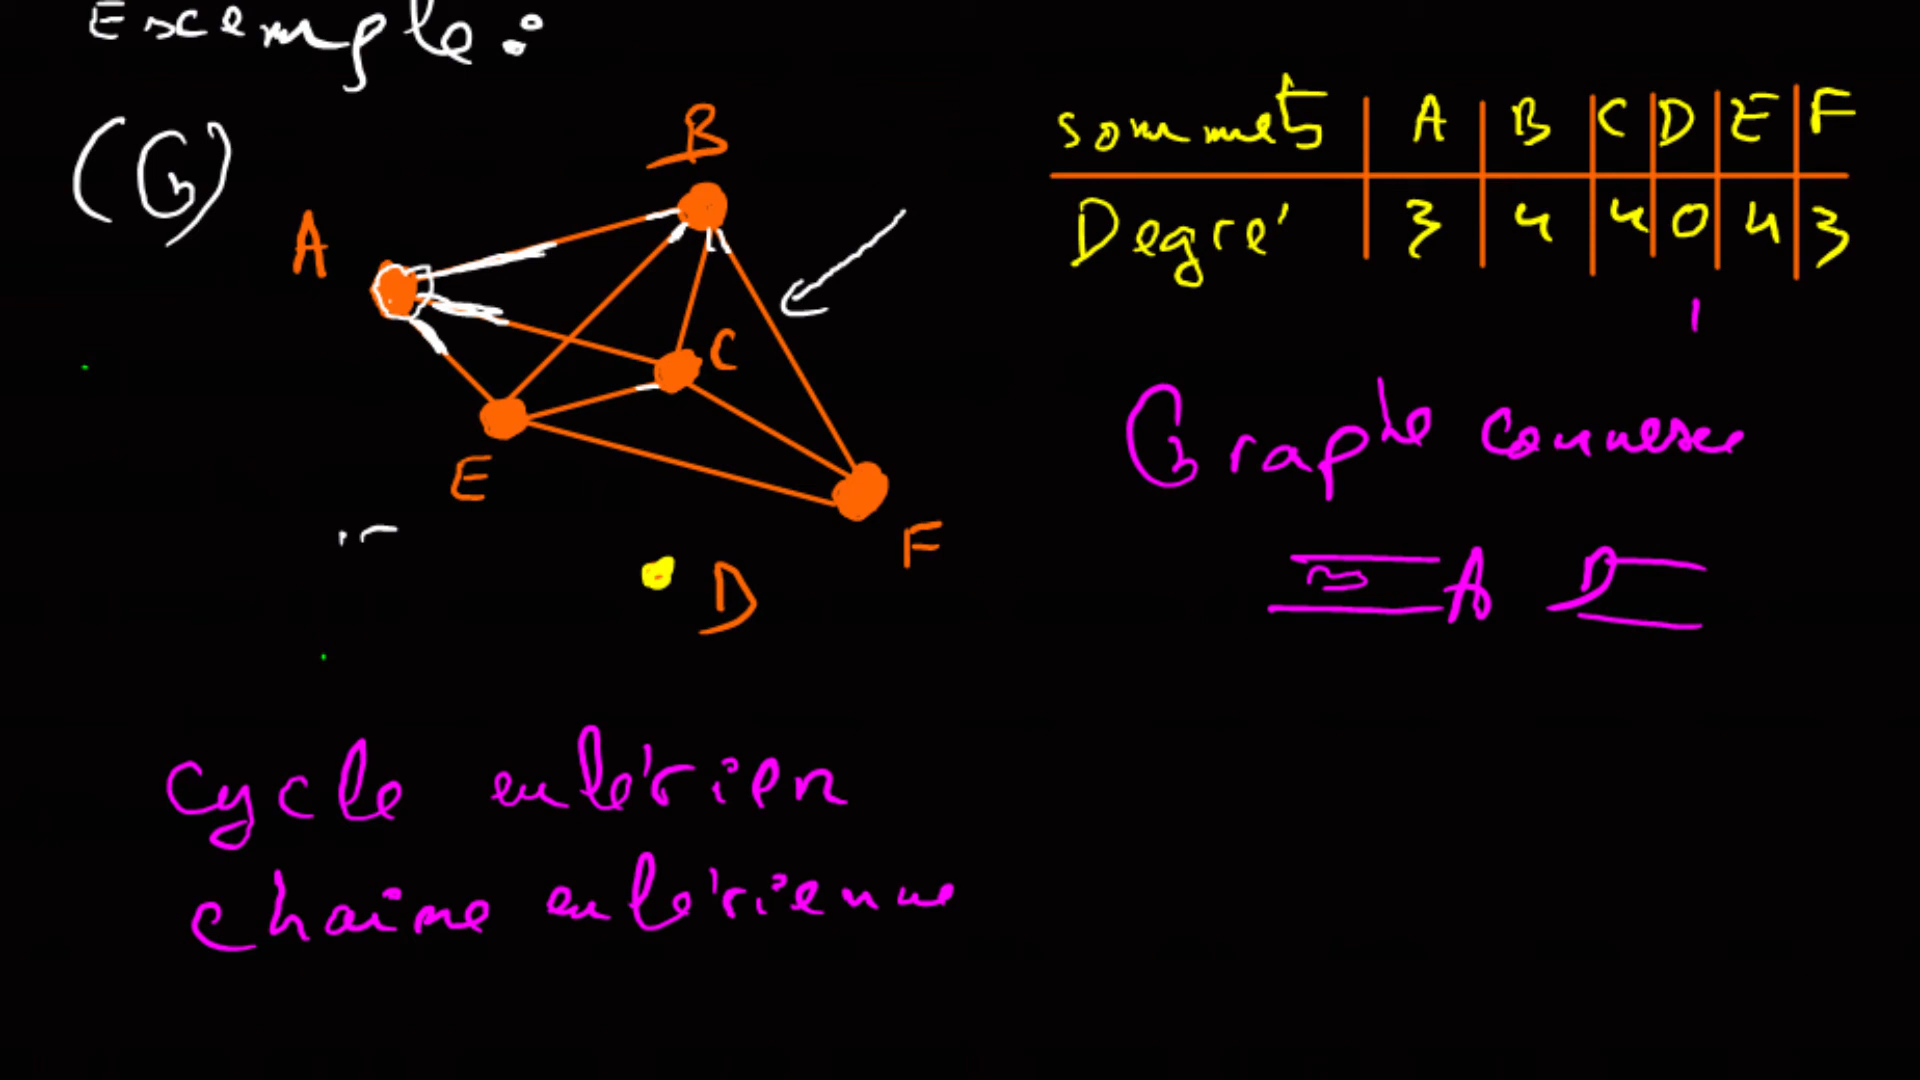 Exemple :
(G)
A
B
C
E
F
D
sommets A B C D E F
Degré 3 4 4 0 4 3
Graphe connexe
A D
cycle eulérien
chaine eulérienne